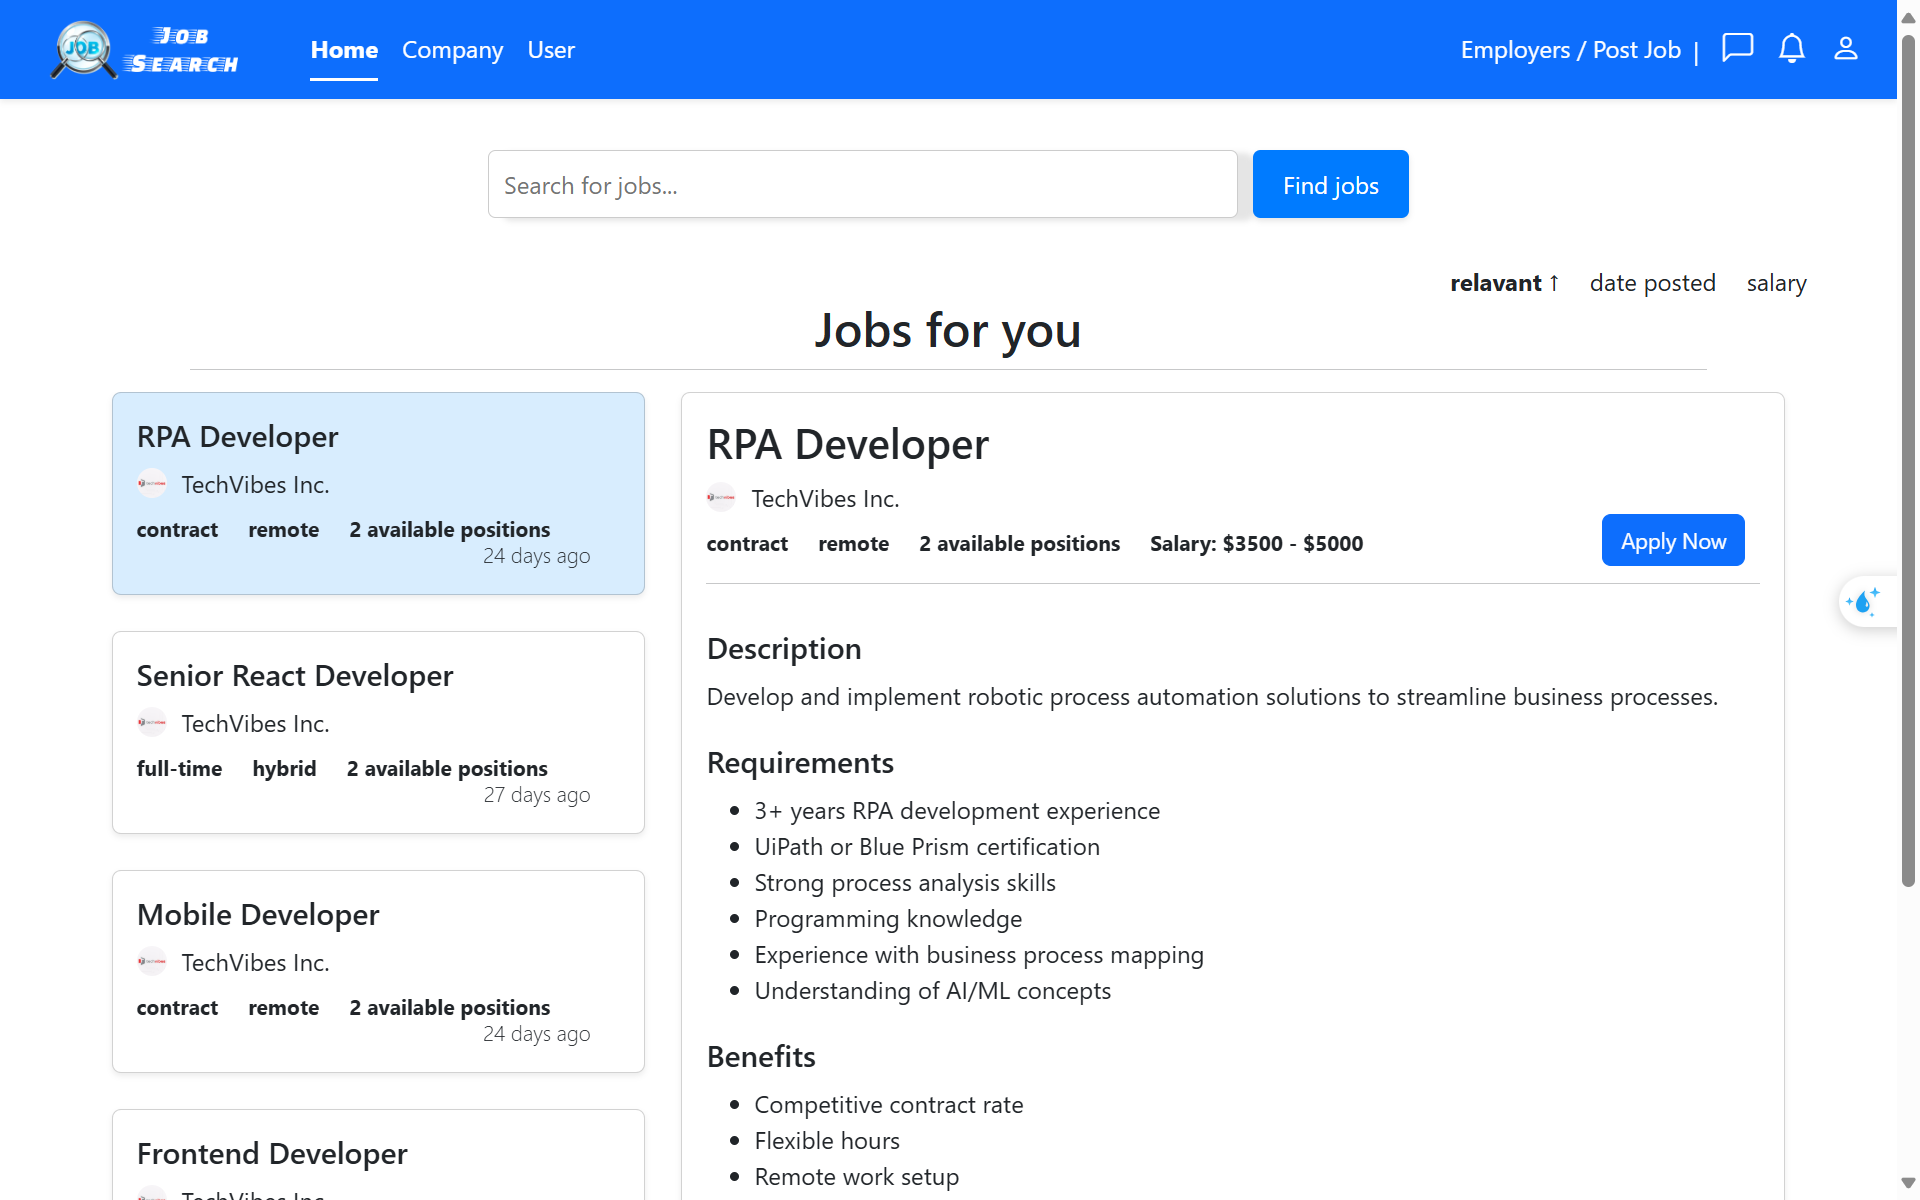 JOB
JOB
SEARCH
Home
Company
User
Employers / Post Job |
Search for jobs...
Find jobs
relavant ↑
date posted
salary
Jobs for you
RPA Developer
TechVibes Inc.
contract remote 2 available positions
24 days ago
Senior React Developer
TechVibes Inc.
full-time hybrid 2 available positions
27 days ago
Mobile Developer
TechVibes Inc.
contract remote 2 available positions
24 days ago
Frontend Developer
TechVibes Inc.
RPA Developer
TechVibes Inc.
contract remote 2 available positions Salary: $3500 - $5000
Apply Now
Description
Develop and implement robotic process automation solutions to streamline business processes.
Requirements
• 3+ years RPA development experience
• UiPath or Blue Prism certification
• Strong process analysis skills
• Programming knowledge
• Experience with business process mapping
• Understanding of AI/ML concepts
Benefits
• Competitive contract rate
• Flexible hours
• Remote work setup